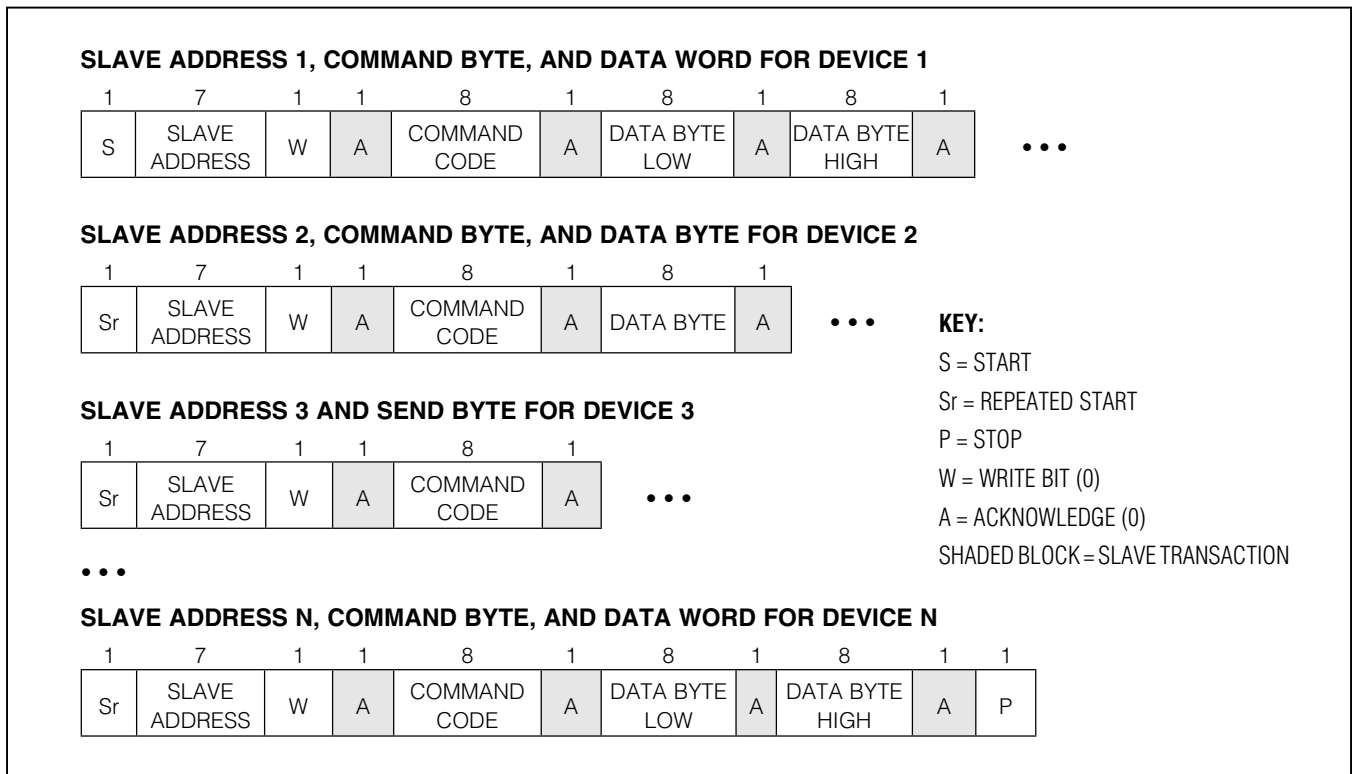 SLAVE ADDRESS 1, COMMAND BYTE, AND DATA WORD FOR DEVICE 1
1 7 1 1 8 1 8 1 8 1
S SLAVE ADDRESS W A COMMAND CODE A DATA BYTE LOW A DATA BYTE HIGH A •••
SLAVE ADDRESS 2, COMMAND BYTE, AND DATA BYTE FOR DEVICE 2
1 7 1 1 8 1 8 1
Sr SLAVE ADDRESS W A COMMAND CODE A DATA BYTE A •••
SLAVE ADDRESS 3 AND SEND BYTE FOR DEVICE 3
1 7 1 1 8 1
Sr SLAVE ADDRESS W A COMMAND CODE A •••
•••
SLAVE ADDRESS N, COMMAND BYTE, AND DATA WORD FOR DEVICE N
1 7 1 1 8 1 8 1 8 1 1
Sr SLAVE ADDRESS W A COMMAND CODE A DATA BYTE LOW A DATA BYTE HIGH A P
KEY:
S = START
Sr = REPEATED START
P = STOP
W = WRITE BIT (0)
A = ACKNOWLEDGE (0)
SHADED BLOCK = SLAVE TRANSACTION